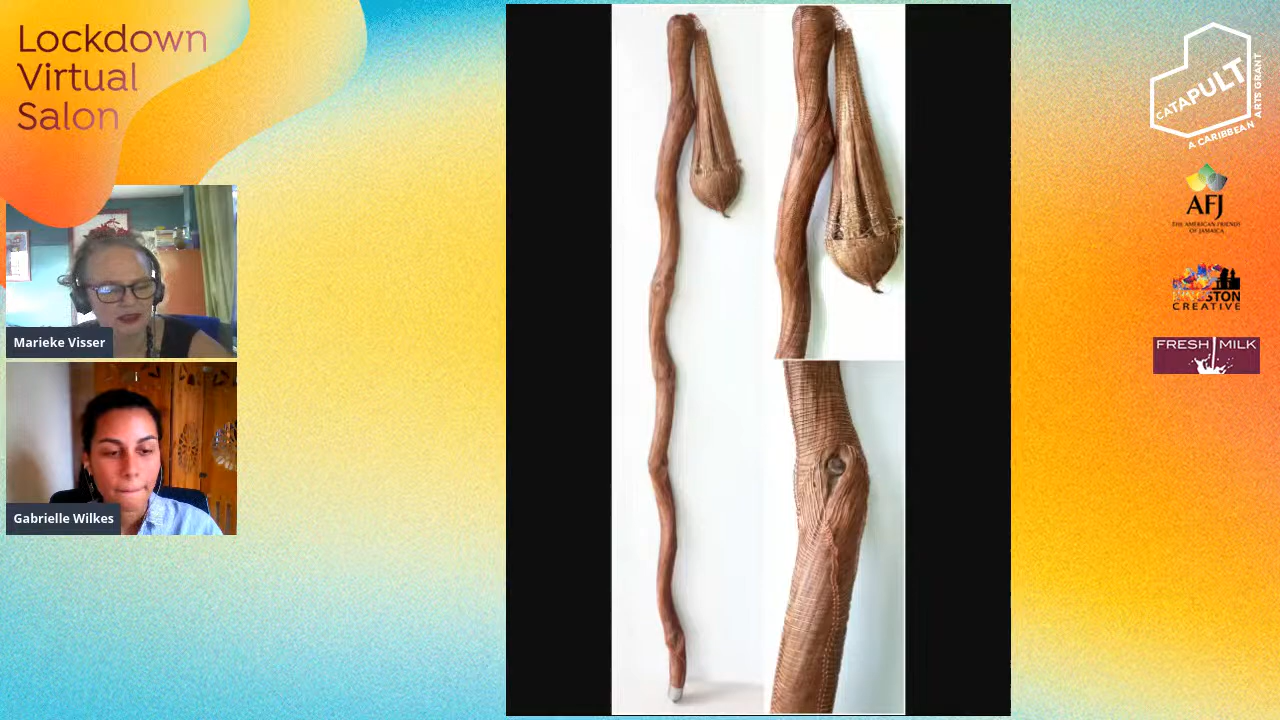 Lockdown
Virtual
Salon
Marieke Visser
Gabrielle Wilkes
CATAPULT
ARTS GRANT
A CARIBBEAN
AFJ
THE AMERICAN FRIENDS
OF JAMAICA
KINGSTON
CREATIVE
FRESH MILK